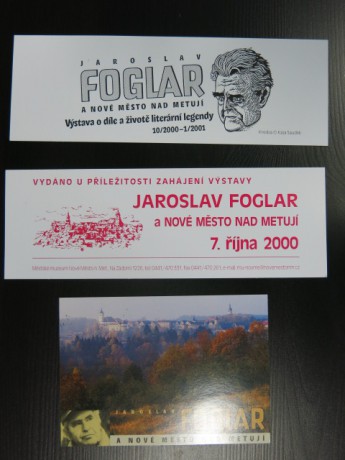 JAROSLAV
FOGLAR
A NOVÉ MĚSTO NAD METUJÍ
Výstava o díle a životě literární legendy
10/2000–1/2001
VYDÁNO U PŘÍLEŽITOSTI ZAHÁJENÍ VÝSTAVY
JAROSLAV FOGLAR
a NOVÉ MĚSTO NAD METUJÍ
7. října 2000
JAROSLAV
FOGLAR
A NOVÉ MĚSTO NAD METUJÍ